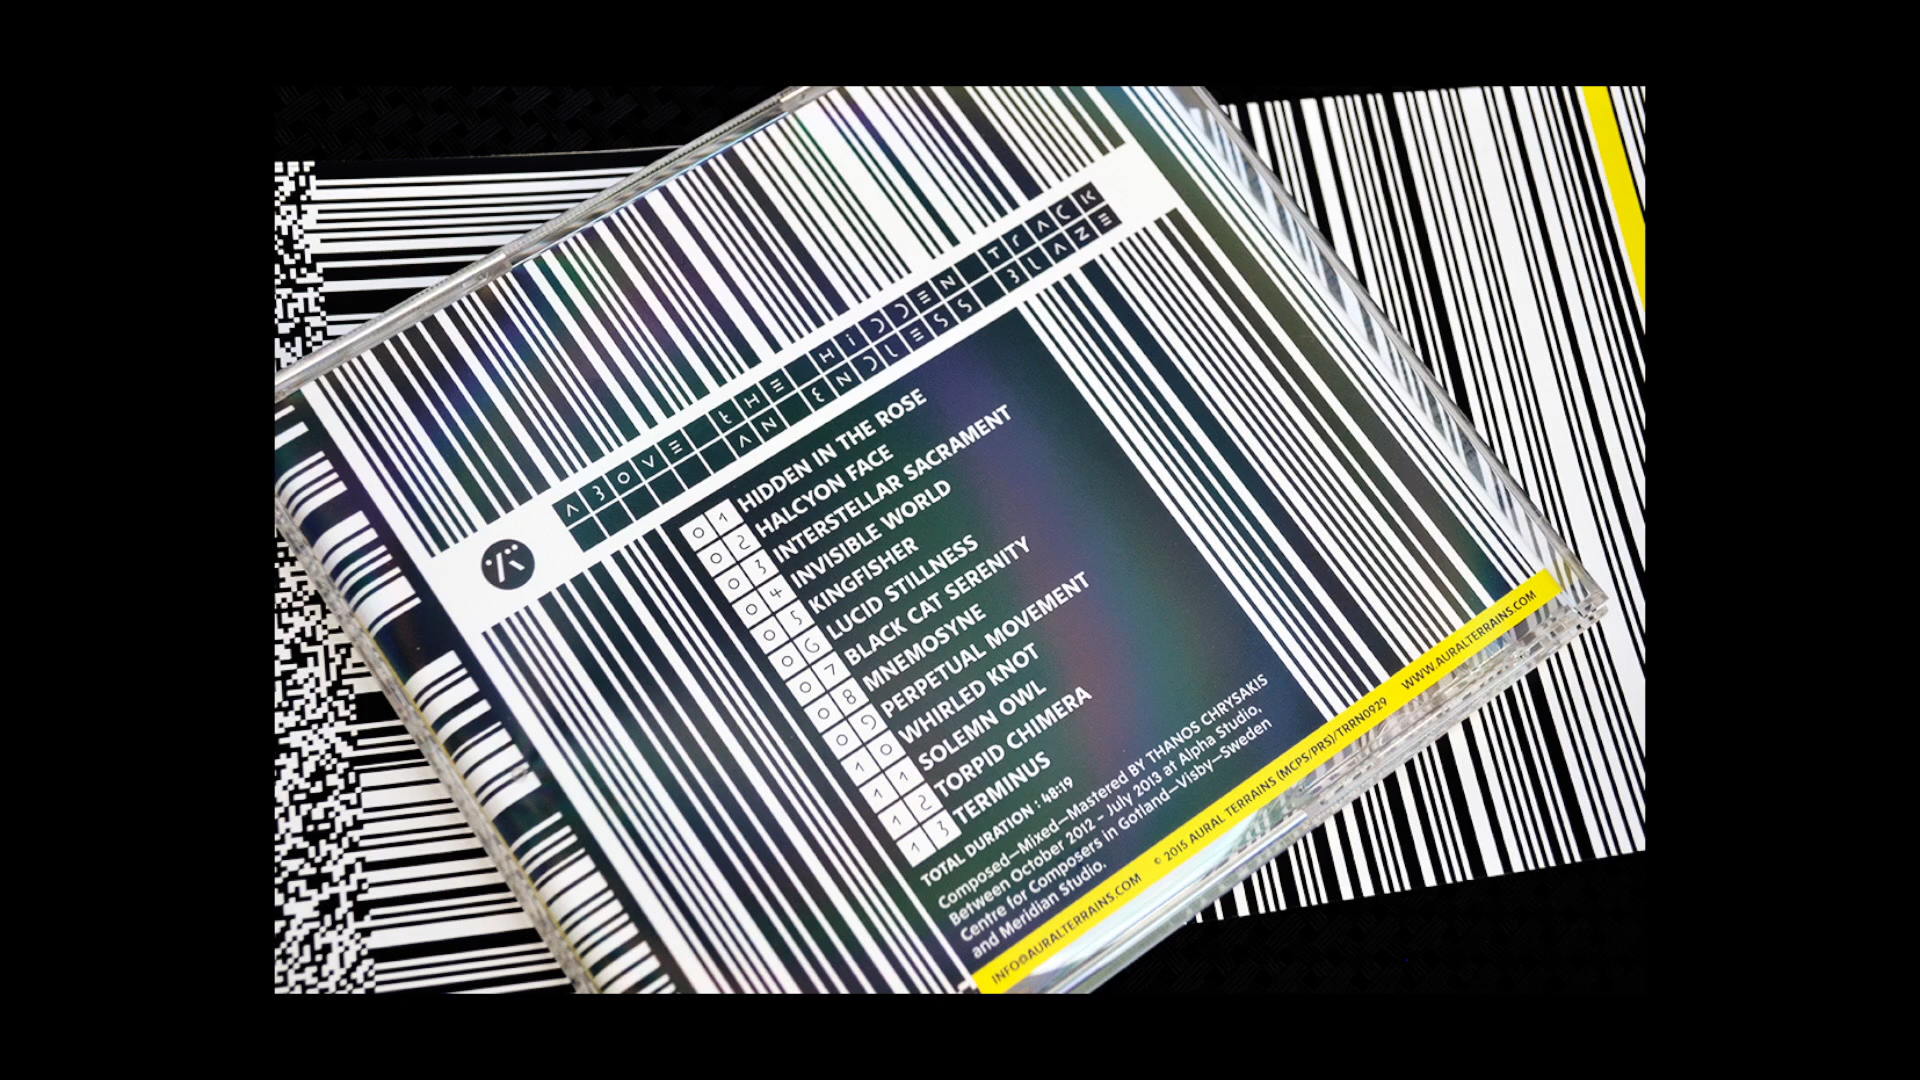 ABOVE THE HIDDEN TRACK
AN ENDLESS BLAZE
01 HIDDEN IN THE ROSE
02 HALCYON FACE
03 INTERSTELLAR SACRAMENT
04 INVISIBLE WORLD
05 KINGFISHER
06 LUCID STILLNESS
07 BLACK CAT SERENITY
08 MNEMOSYNE
09 PERPETUAL MOVEMENT
10 WHIRLED KNOT
11 SOLEMN OWL
12 TORPID CHIMERA
13 TERMINUS
TOTAL DURATION : 48:19
Composed—Mixed—Mastered BY THANOS CHRYSAKIS
Between October 2012 - July 2013 at Alpha Studio,
Centre for Composers in Gotland—Visby—Sweden
and Meridian Studio.
INFO@AURALTERRAINS.COM © 2015 AURAL TERRAINS (MCPS/PRS)/TRRN0929 WWW.AURALTERRAINS.COM